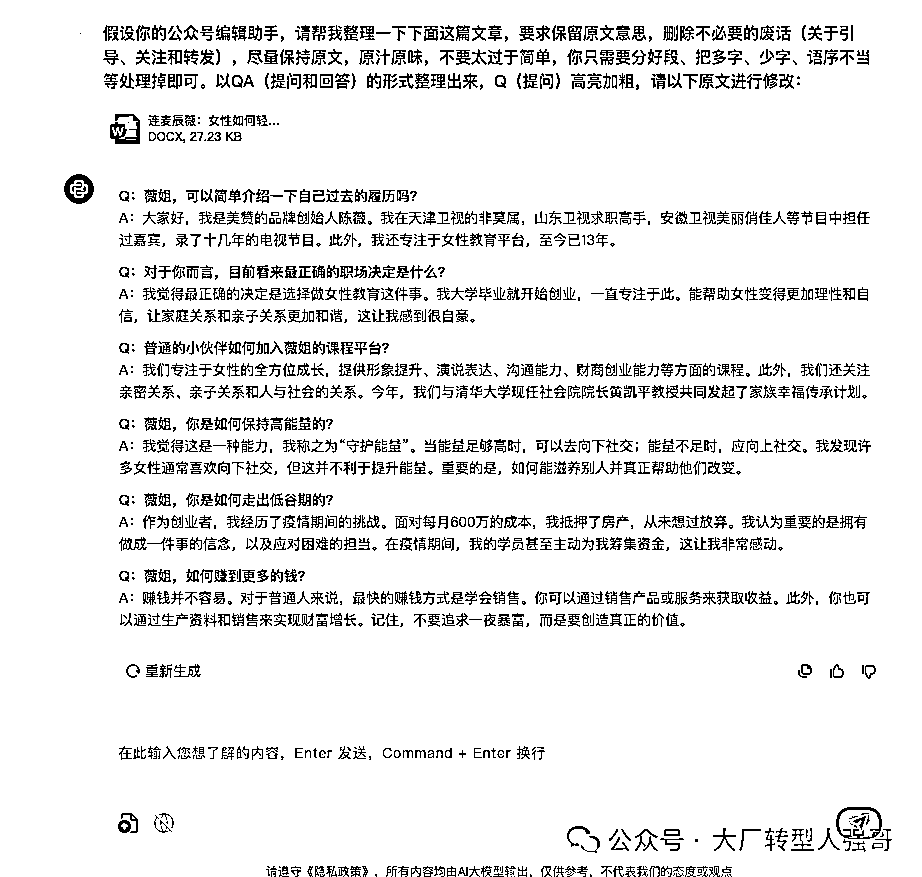 假设你的公众号编辑助手，请帮我整理一下下面这篇文章，要求保留原文意思，删除不必要的废话（关于引
导、关注和转发），尽量保持原文，原汁原味，不要太过于简单，你只需要分好段、把多字、少字、语序不当
等处理掉即可。以QA（提问和回答）的形式整理出来，Q（提问）高亮加粗，请以下原文进行修改：
连麦辰薇：女性如何轻...
DOCX, 27.23 KB
Q：薇姐，可以简单介绍一下自己过去的履历吗？
A：大家好，我是美赞的品牌创始人陈薇。我在天津卫视的非莫属，山东卫视求职高手，安徽卫视美丽俏佳人等节目中担任
过嘉宾，录了十几年的电视节目。此外，我还专注于女性教育平台，至今已13年。
Q：对于你而言，目前看来最正确的职场决定是什么？
A：我觉得最正确的决定是选择做女性教育这件事。我大学毕业就开始创业，一直专注于此。能帮助女性变得更加理性和自
信，让家庭关系和亲子关系更加和谐，这让我感到很自豪。
Q：普通的小伙伴如何加入薇姐的课程平台？
A：我们专注于女性的全方位成长，提供形象提升、演说表达、沟通能力、财商创业能力等方面的课程。此外，我们还关注
亲密关系、亲子关系和人与社会的关系。今年，我们与清华大学现任社会院院长黄凯平教授共同发起了家族幸福传承计划。
Q：薇姐，你是如何保持高能量的？
A：我觉得这是一种能力，我称之为“守护能量”。当能量足够高时，可以去向下社交；能量不足时，应向上社交。我发现许
多女性通常喜欢向下社交，但这并不利于提升能量。重要的是，如何能滋养别人并真正帮助他们改变。
Q：薇姐，你是如何走出低谷期的？
A：作为创业者，我经历了疫情期间的挑战。面对每月600万的成本，我抵押了房产，从未想过放弃。我认为重要的是拥有
做成一件事的信念，以及应对困难的担当。在疫情期间，我的学员甚至主动为我筹集资金，这让我非常感动。
Q：薇姐，如何赚到更多的钱？
A：赚钱并不容易。对于普通人来说，最快的赚钱方式是学会销售。你可以通过销售产品或服务来获取收益。此外，你也可
以通过生产资料和销售来实现财富增长。记住，不要追求一夜暴富，而是要创造真正的价值。
重新生成
在此输入您想了解的内容，Enter 发送，Command + Enter 换行
公众号 · 大厂转型人强哥
请遵守《隐私政策》，所有内容均由AI大模型输出，仅供参考，不代表我们的态度或观点